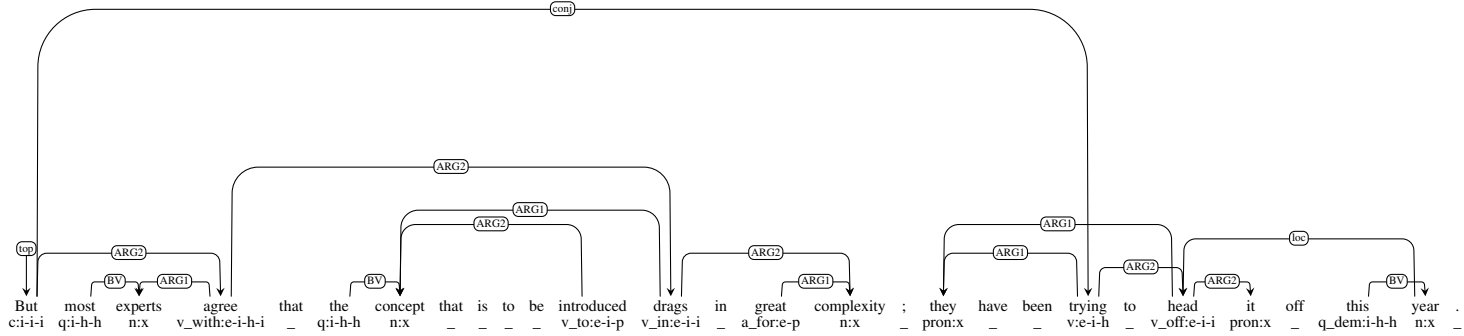 conj
ARG2
ARG1
ARG2 ARG1
top ARG2 ARG2 ARG1 loc
BV ARG1 BV ARG1 ARG2 ARG2 BV
But most experts agree that the concept that is to be introduced drags in great complexity ; they have been trying to head it off this year .
c:i-i-i q:i-h-h n:x v_with:e-i-h-i _ q:i-h-h n:x _ _ _ _ v_to:e-i-p v_in:e-i-i _ a_for:e-p n:x _ pron:x _ _ v:e-i-h _ v_off:e-i-i pron:x _ q_dem:i-h-h n:x _